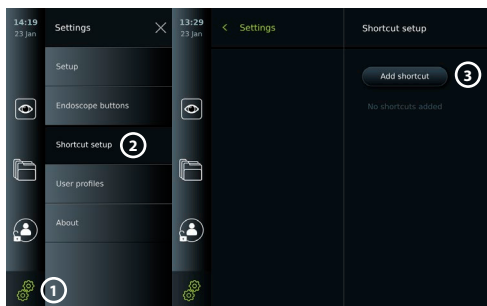 14:19
23 Jan
Settings
Setup
Endoscope buttons
Shortcut setup
2
User profiles
About
1
13:29
23 Jan
< Settings
Shortcut setup
Add shortcut
3
No shortcuts added